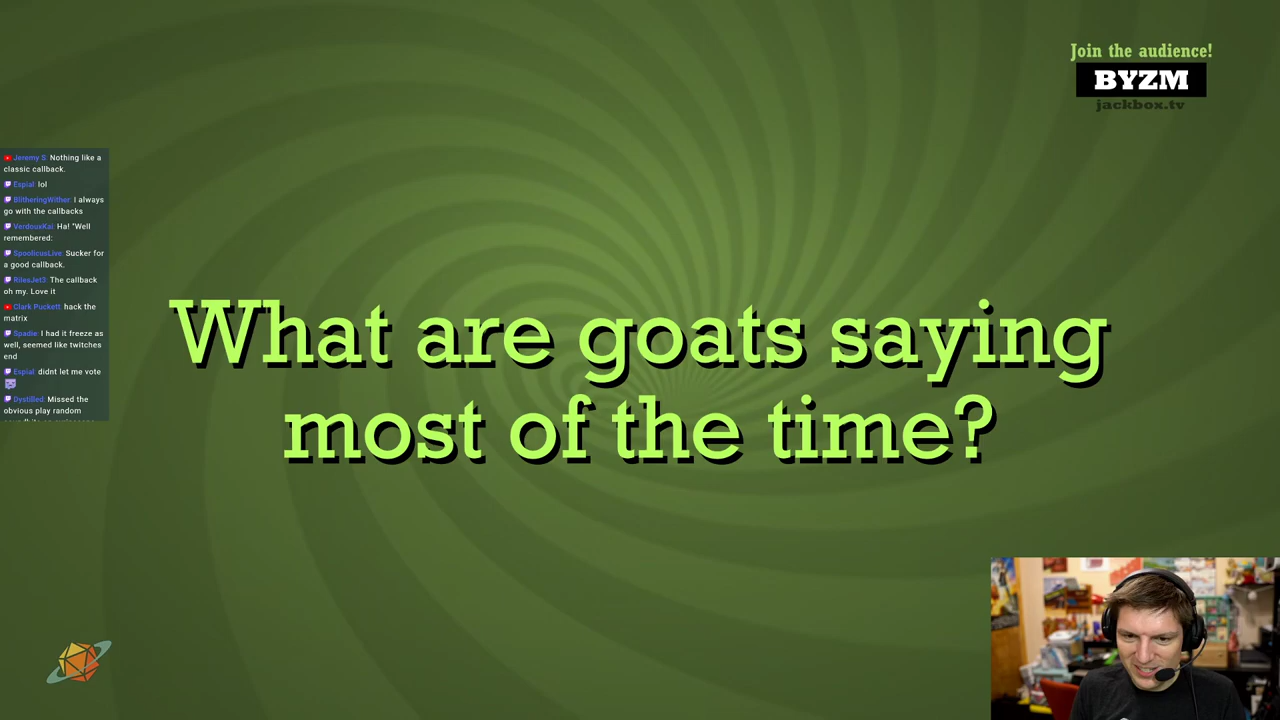 Join the audience!
BYZM
jackbox.tv
Jeremy S: Nothing like a
classic callback.
Espial: lol
BlitheringWither: I always
go with the callbacks
VerdouxKai: Ha! "Well
remembered:
SpoolicusLive: Sucker for
a good callback.
RilesJet3: The callback
oh my. Love it
Clark Puckett: hack the
matrix
Spadie: I had it freeze as
well, seemed like twitches
end
Espial: didnt let me vote
Dystilled: Missed the
obvious play random
What are goats saying
most of the time?